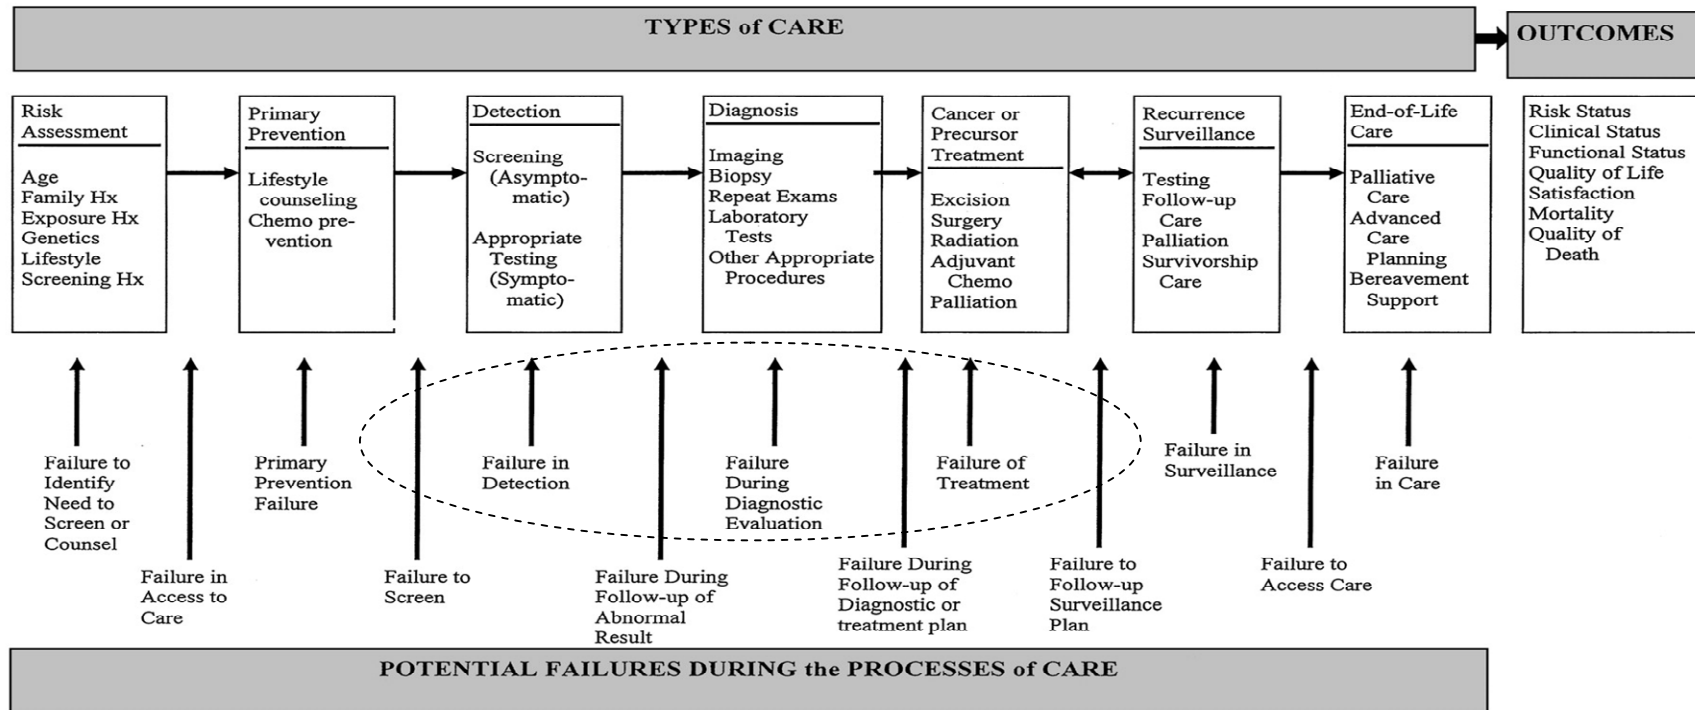 TYPES of CARE
OUTCOMES
Risk
Assessment
Age
Family Hx
Exposure Hx
Genetics
Lifestyle
Screening Hx
Primary
Prevention
Lifestyle
counseling
Chemo pre-
vention
Detection
Screening
(Asympto-
matic)
Appropriate
Testing
(Sympto-
matic)
Diagnosis
Imaging
Biopsy
Repeat Exams
Laboratory
Tests
Other Appropriate
Procedures
Cancer or
Precursor
Treatment
Excision
Surgery
Radiation
Adjuvant
Chemo
Palliation
Recurrence
Surveillance
Testing
Follow-up
Care
Palliation
Survivorship
Care
End-of-Life
Care
Palliative
Care
Advanced
Care
Planning
Bereavement
Support
Risk Status
Clinical Status
Functional Status
Quality of Life
Satisfaction
Mortality
Quality of
Death
Failure to
Identify
Need to
Screen or
Counsel
Failure in
Access to
Care
Primary
Prevention
Failure
Failure to
Screen
Failure in
Detection
Failure During
Follow-up of
Abnormal
Result
Failure
During
Diagnostic
Evaluation
Failure During
Follow-up of
Diagnostic or
treatment plan
Failure of
Treatment
Failure to
Follow-up
Surveillance
Plan
Failure in
Surveillance
Failure to
Access Care
Failure
in Care
POTENTIAL FAILURES DURING the PROCESSES of CARE